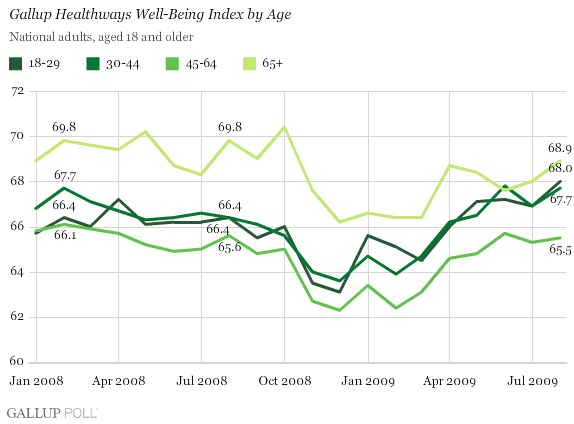 Gallup Healthways Well-Being Index by Age
National adults, aged 18 and older
18-29 30-44 45-64 65+
72
70
68
66
64
62
60
69.8 69.8
68.9
68.0
67.7 67.7
66.4 66.4
66.4
66.1 65.6 65.5
Jan 2008 Apr 2008 Jul 2008 Oct 2008 Jan 2009 Apr 2009 Jul 2009
GALLUP POLL